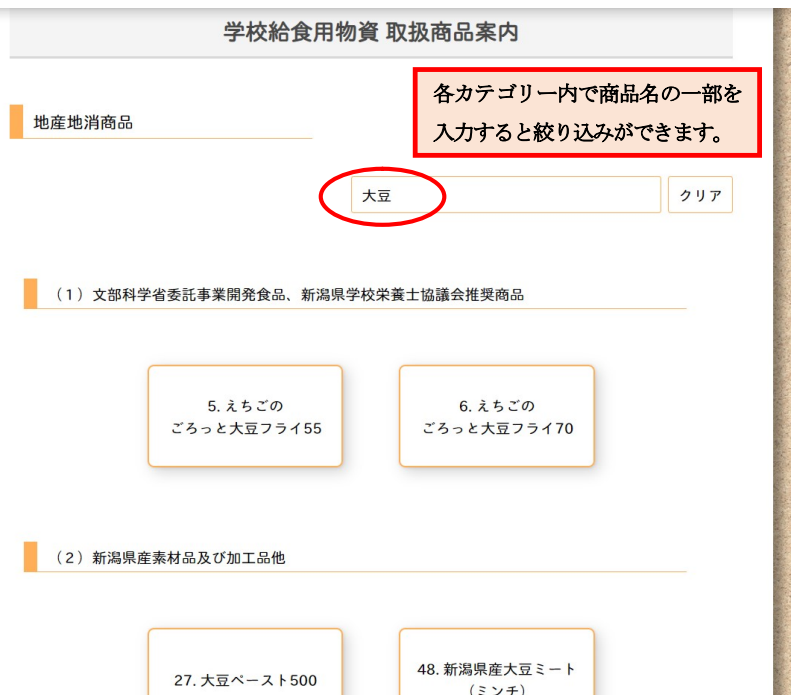 学校給食用物資 取扱商品案内
各カテゴリー内で商品名の一部を
入力すると絞り込みができます。
地産地消商品
大豆
クリア
（１）文部科学省委託事業開発食品、新潟県学校栄養士協議会推奨商品
5. えちごの
ごろっと大豆フライ55
6. えちごの
ごろっと大豆フライ70
（２）新潟県産素材品及び加工品他
27. 大豆ペースト500
48. 新潟県産大豆ミート
（ミンチ）